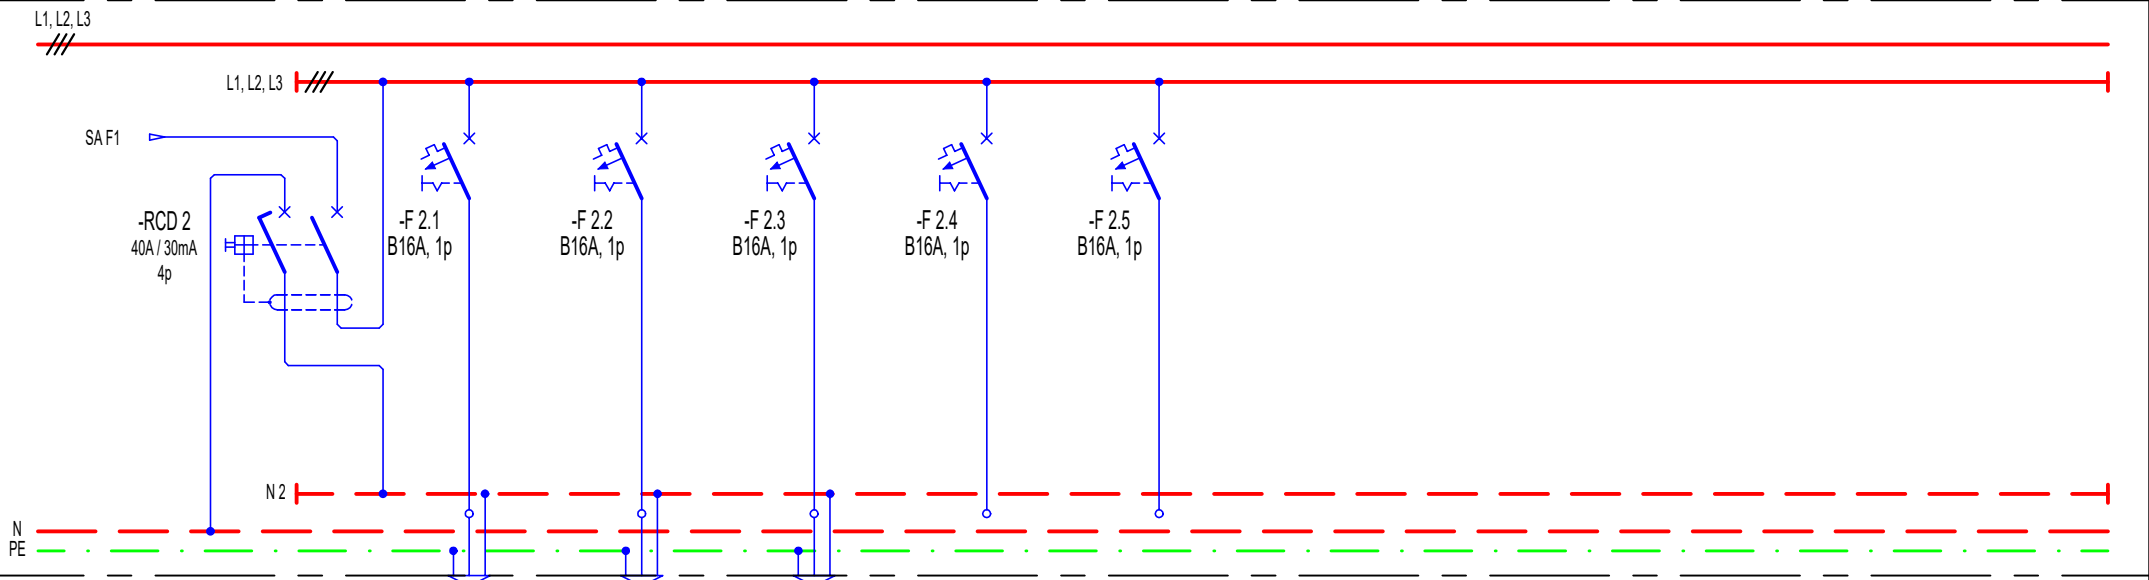 L1, L2, L3
L1, L2, L3
SA F1
-RCD 2
40A / 30mA
4p
-F 2.1
B16A, 1p
-F 2.2
B16A, 1p
-F 2.3
B16A, 1p
-F 2.4
B16A, 1p
-F 2.5
B16A, 1p
N 2
N
PE